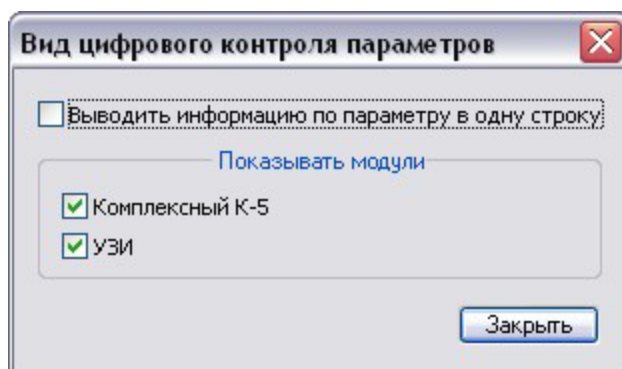 Вид цифрового контроля параметров
Выводить информацию по параметру в одну строку
Показывать модули
Комплексный К-5
УЗИ
Закрыть